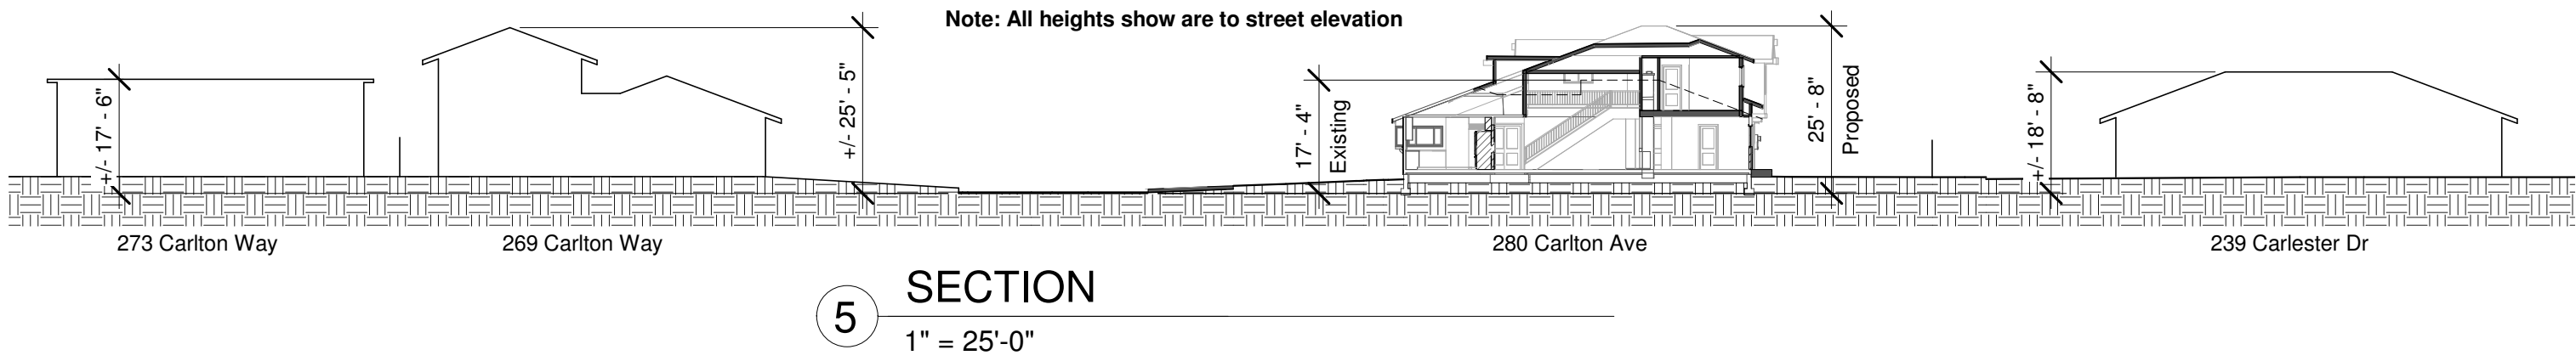 Note: All heights show are to street elevation
+/- 17' - 6"
+/- 25' - 5"
17' - 4"
Existing
25' - 8"
Proposed
+/- 18' - 8"
273 Carlton Way
269 Carlton Way
280 Carlton Ave
239 Carlester Dr
5
SECTION
1" = 25'-0"